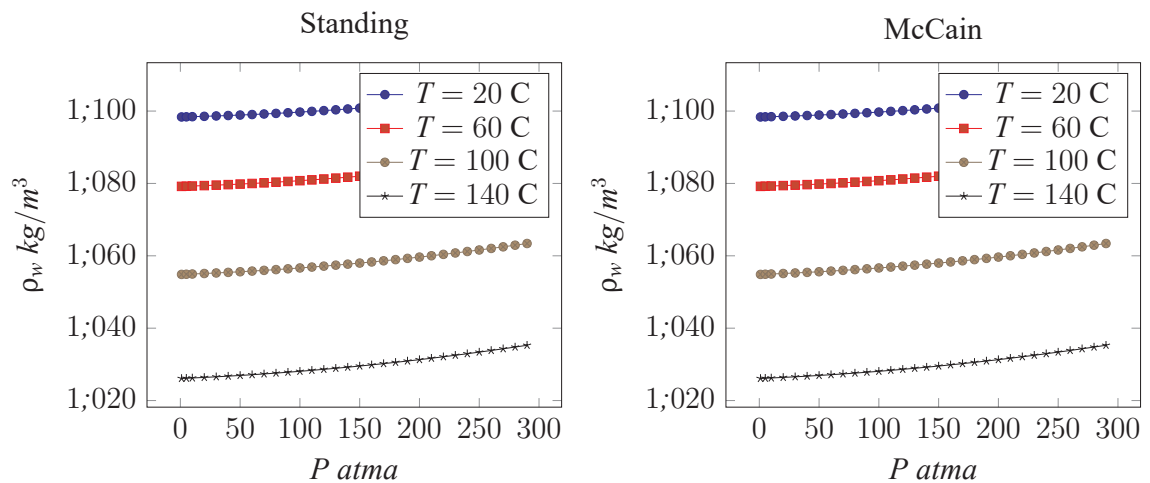 Standing
1;100
1;080
1;060
1;040
1;020
ρw kg/m³
T = 20 C
T = 60 C
T = 100 C
T = 140 C
0 50 100 150 200 250 300
P atma
McCain
1;100
1;080
1;060
1;040
1;020
ρw kg/m³
T = 20 C
T = 60 C
T = 100 C
T = 140 C
0 50 100 150 200 250 300
P atma